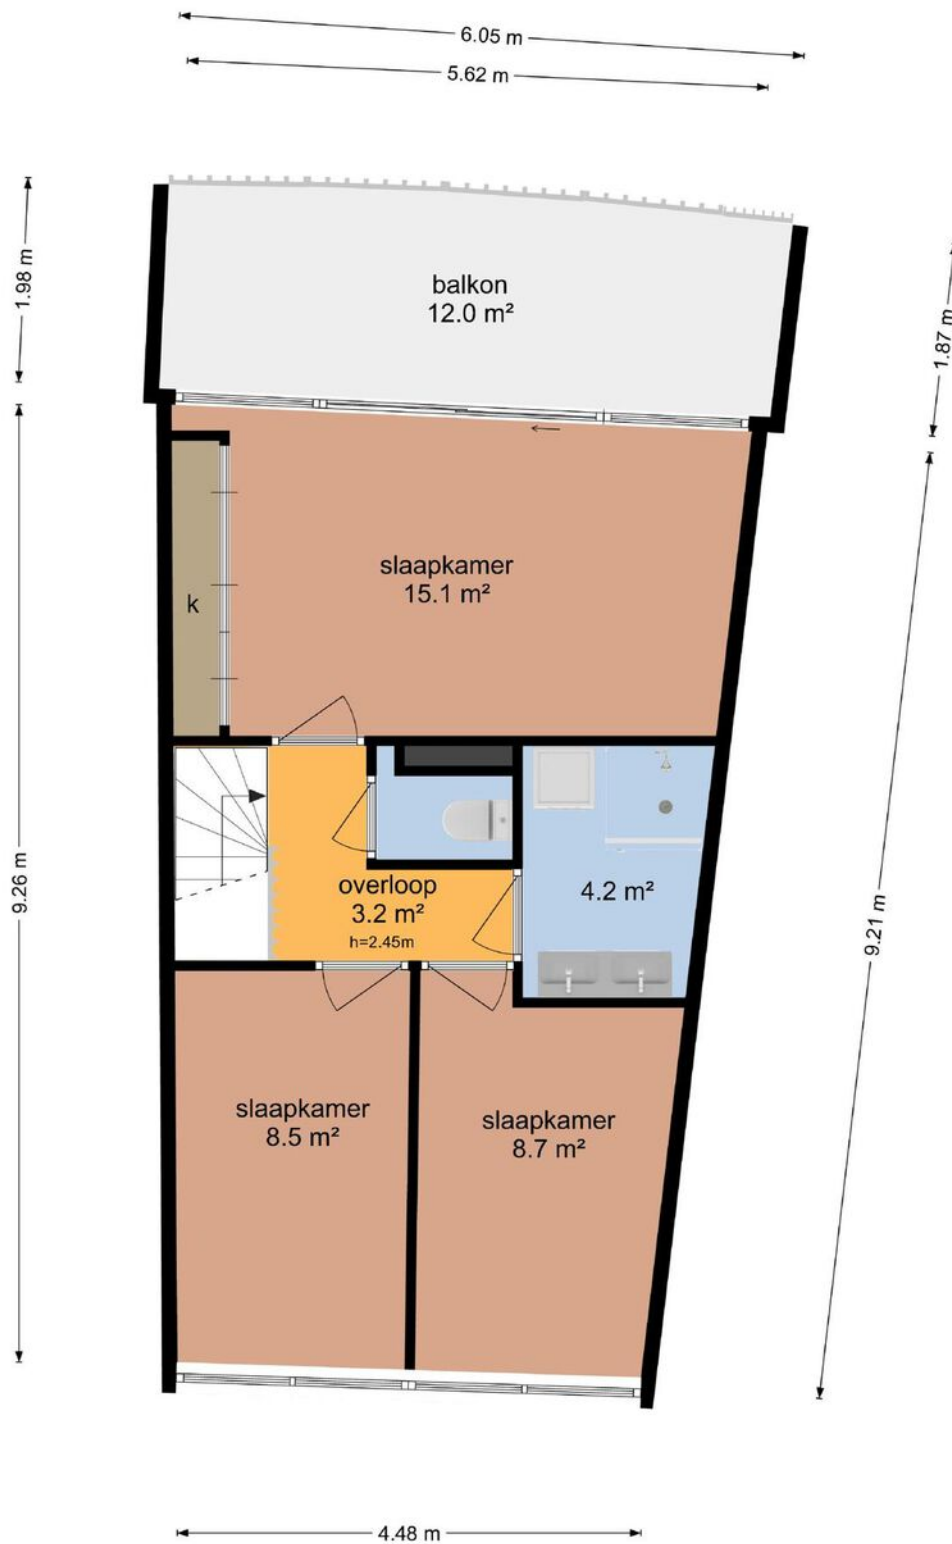 6.05 m
5.62 m
1.98 m
1.87 m
balkon
12.0 m²
slaapkamer
15.1 m²
k
9.26 m
9.21 m
overloop
3.2 m²
h=2.45m
4.2 m²
slaapkamer
8.5 m²
slaapkamer
8.7 m²
4.48 m